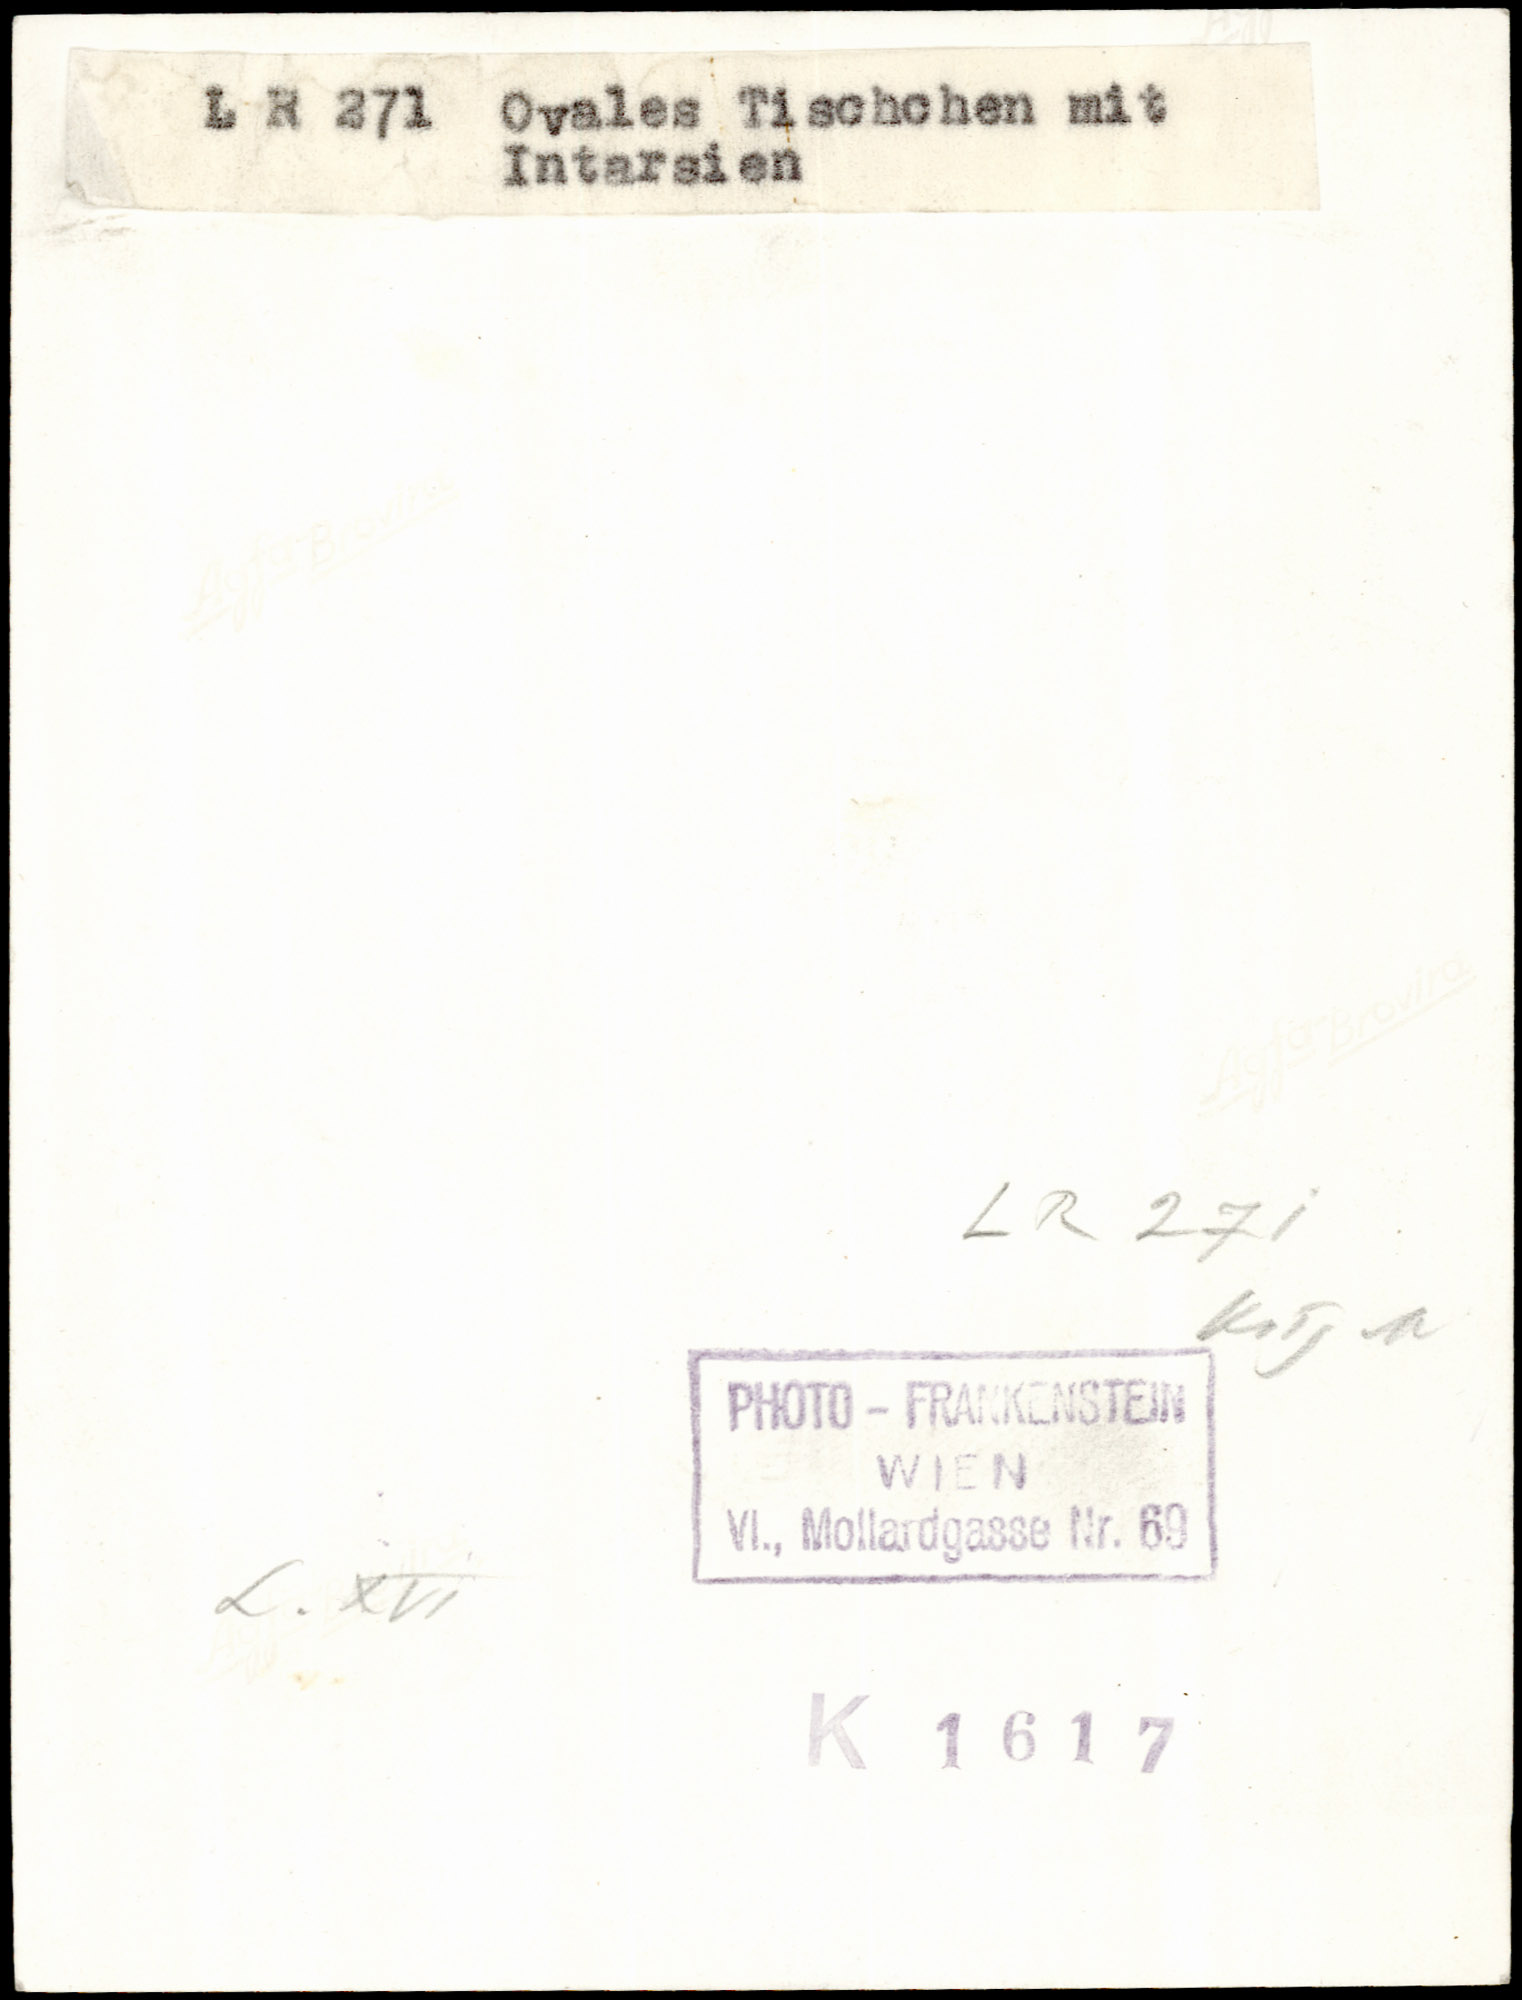 L R 271 Ovales Tischchen mit
Intarsien
Agfa Brovira
Agfa Brovira
LR 271
PHOTO - FRANKENSTEIN
WIEN
VI., Mollardgasse Nr. 69
L. XVI
K 1617